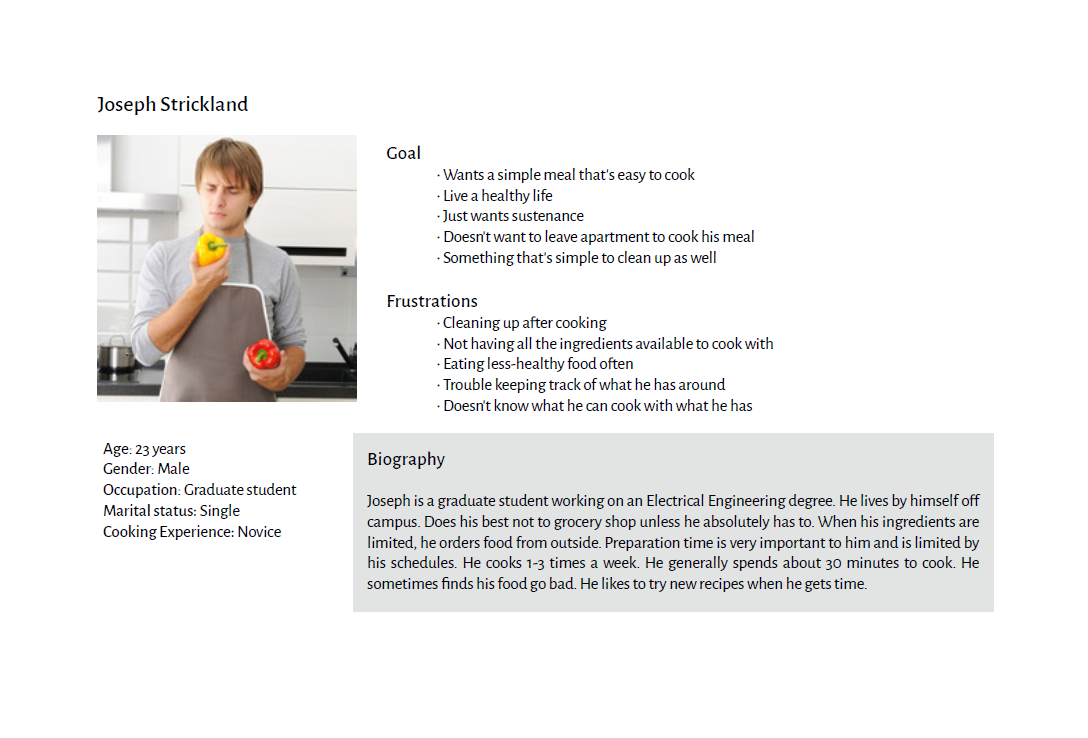 Joseph Strickland
Goal
· Wants a simple meal that's easy to cook
· Live a healthy life
· Just wants sustenance
· Doesn't want to leave apartment to cook his meal
· Something that's simple to clean up as well
Frustrations
· Cleaning up after cooking
· Not having all the ingredients available to cook with
· Eating less-healthy food often
· Trouble keeping track of what he has around
· Doesn't know what he can cook with what he has
Age: 23 years
Gender: Male
Occupation: Graduate student
Marital status: Single
Cooking Experience: Novice
Biography
Joseph is a graduate student working on an Electrical Engineering degree. He lives by himself off
campus. Does his best not to grocery shop unless he absolutely has to. When his ingredients are
limited, he orders food from outside. Preparation time is very important to him and is limited by
his schedules. He cooks 1-3 times a week. He generally spends about 30 minutes to cook. He
sometimes finds his food go bad. He likes to try new recipes when he gets time.